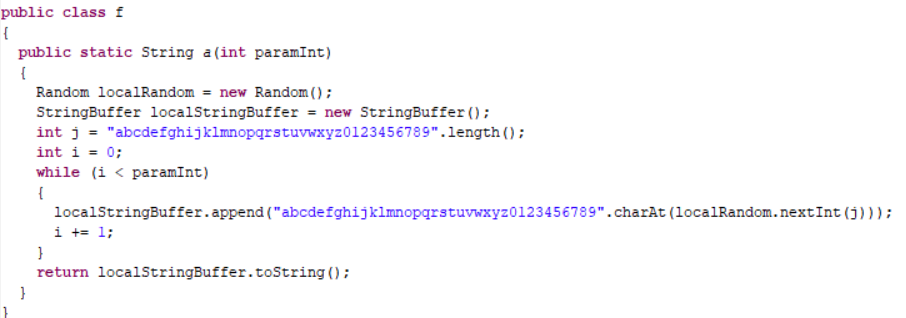 public class f
{
  public static String a(int paramInt)
  {
    Random localRandom = new Random();
    StringBuffer localStringBuffer = new StringBuffer();
    int j = "abcdefghijklmnopqrstuvwxyz0123456789".length();
    int i = 0;
    while (i < paramInt)
    {
      localStringBuffer.append("abcdefghijklmnopqrstuvwxyz0123456789".charAt(localRandom.nextInt(j)));
      i += 1;
    }
    return localStringBuffer.toString();
  }
}